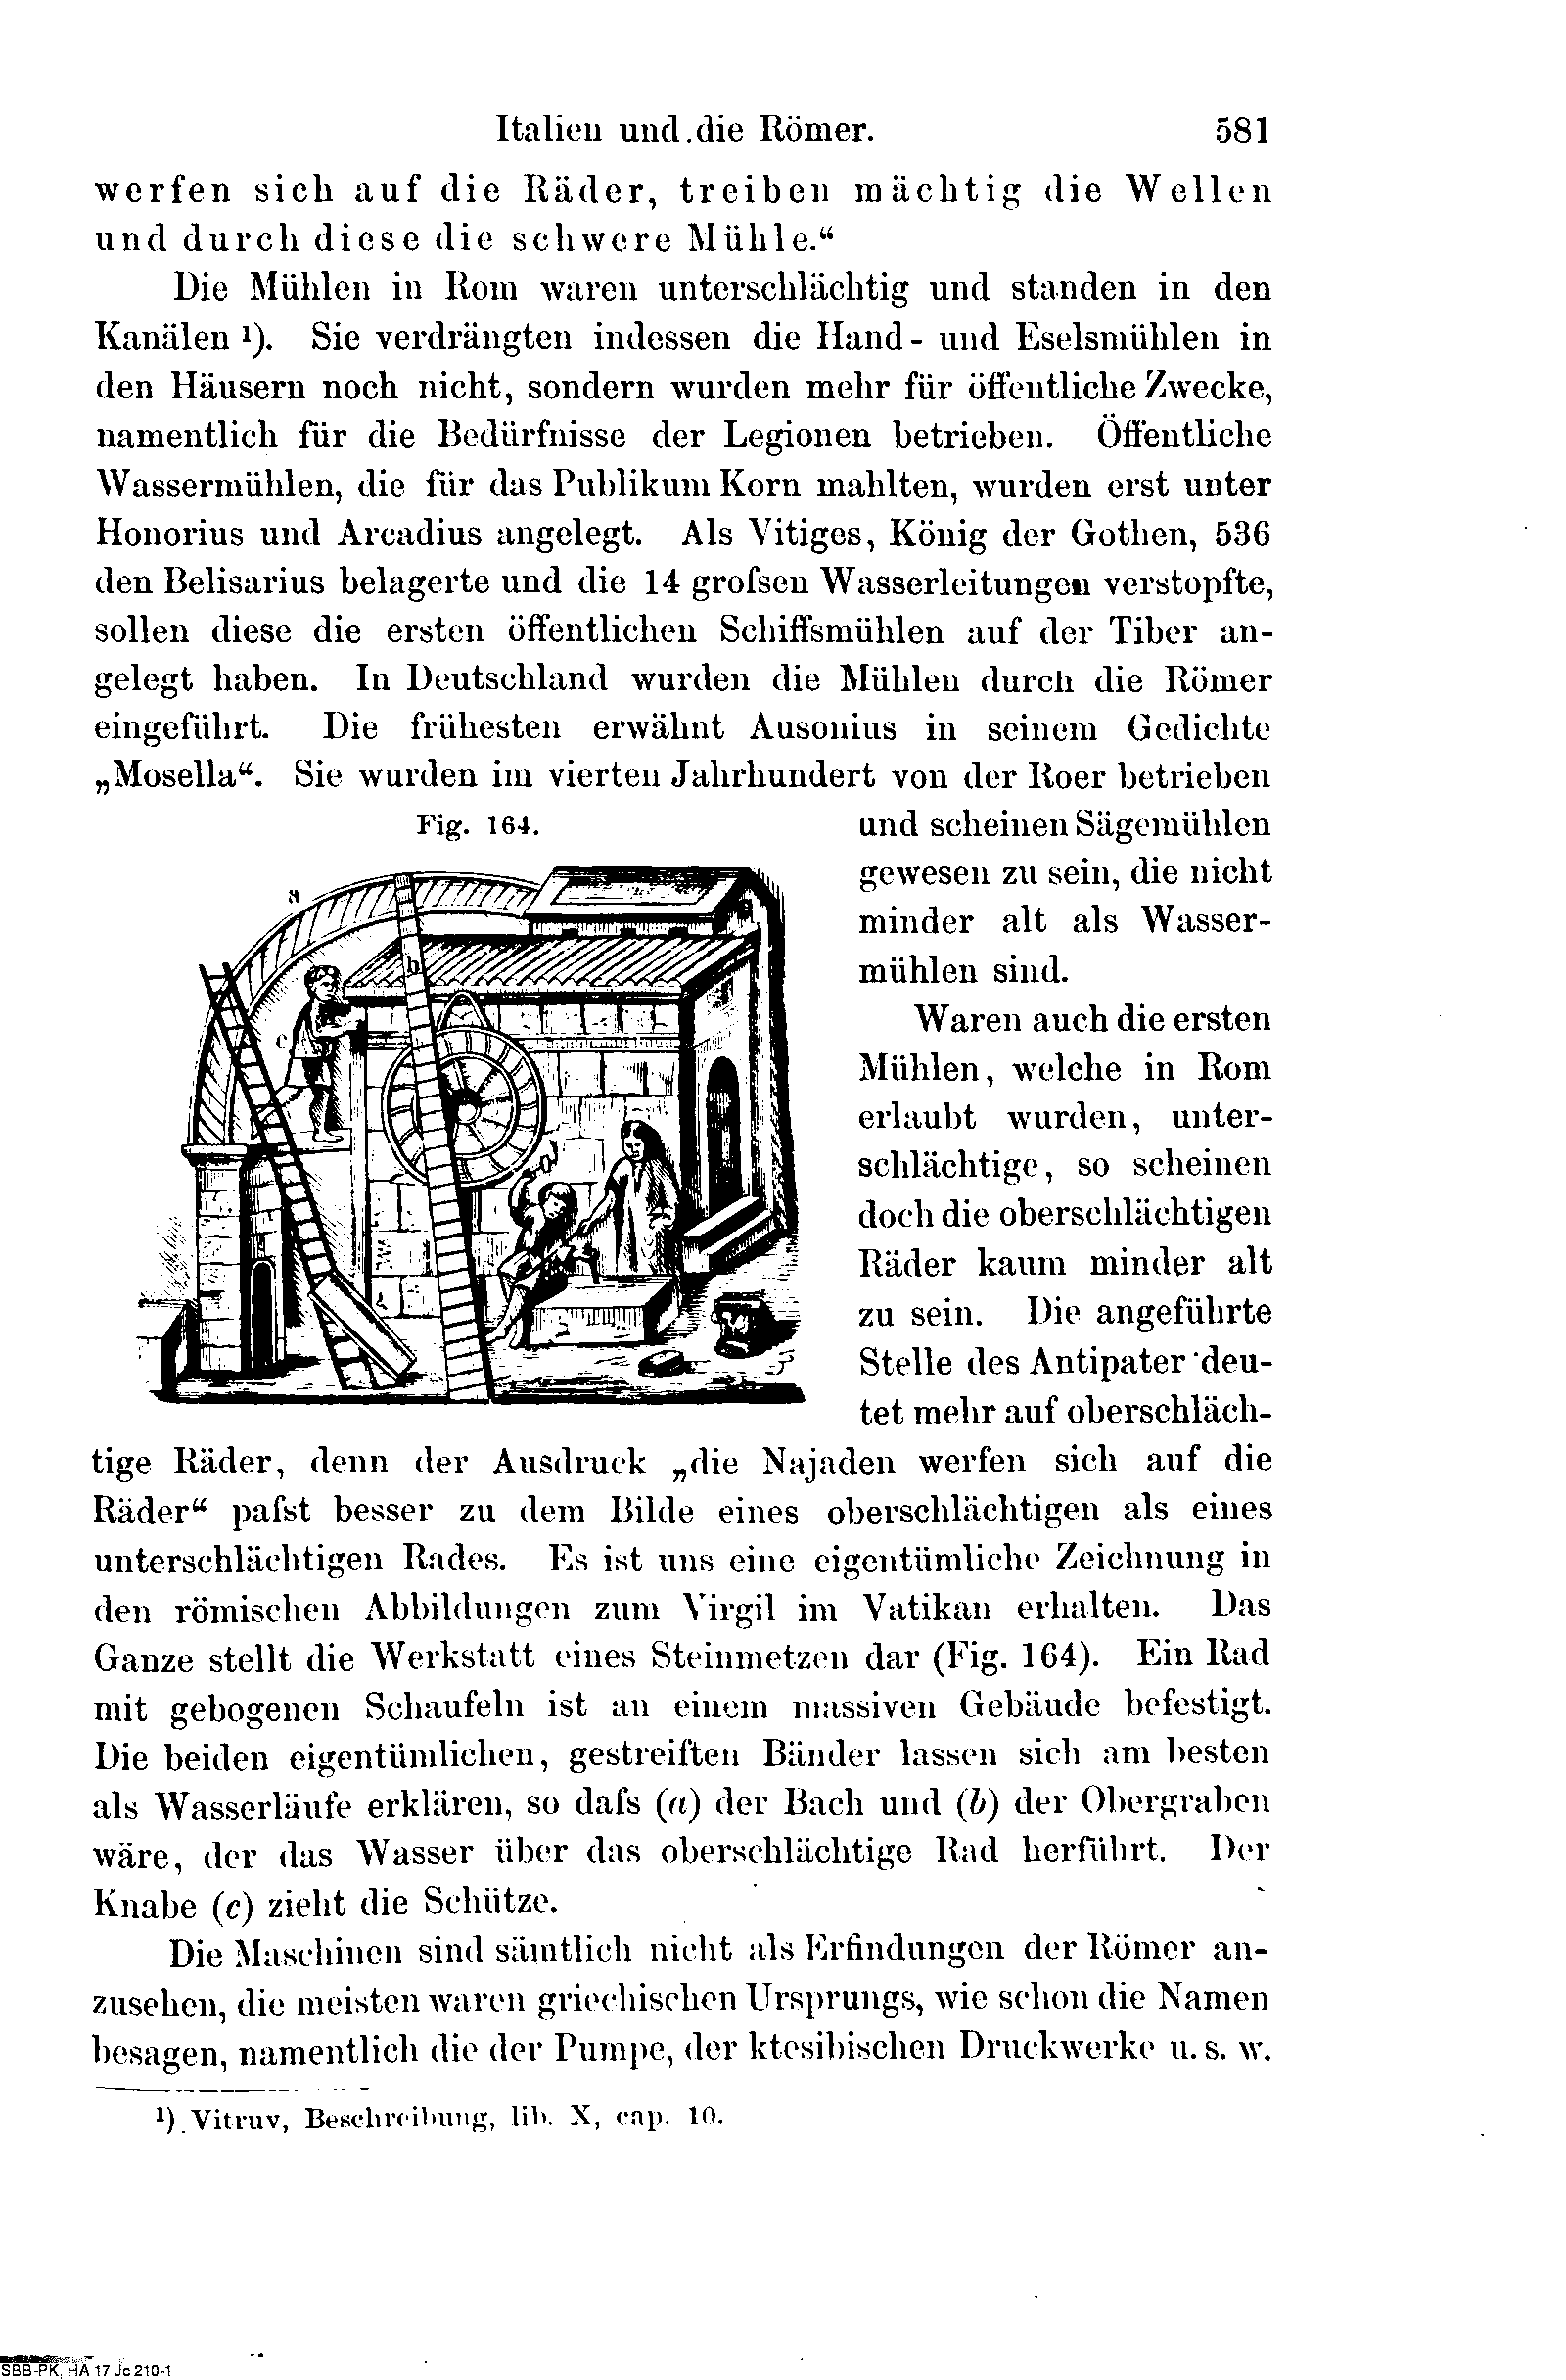 Italien und die Römer. 581
werfen sich auf die Räder, treiben mächtig die Wellen
und durch diese die schwere Mühle.“
Die Mühlen in Rom waren unterschlächtig und standen in den
Kanälen ¹). Sie verdrängten indessen die Hand- und Eselsmühlen in
den Häusern noch nicht, sondern wurden mehr für öffentliche Zwecke,
namentlich für die Bedürfnisse der Legionen betrieben. Öffentliche
Wassermühlen, die für das Publikum Korn mahlten, wurden erst unter
Honorius und Arcadius angelegt. Als Vitiges, König der Gothen, 536
den Belisarius belagerte und die 14 grofsen Wasserleitungen verstopfte,
sollen diese die ersten öffentlichen Schiffsmühlen auf der Tiber an-
gelegt haben. In Deutschland wurden die Mühlen durch die Römer
eingeführt. Die frühesten erwähnt Ausonius in seinem Gedichte
„Mosella“. Sie wurden im vierten Jahrhundert von der Roer betrieben
Fig. 164.
a
b
c
und scheinen Sägemühlen
gewesen zu sein, die nicht
minder alt als Wasser-
mühlen sind.
Waren auch die ersten
Mühlen, welche in Rom
erlaubt wurden, unter-
schlächtige, so scheinen
doch die oberschlächtigen
Räder kaum minder alt
zu sein. Die angeführte
Stelle des Antipater deu-
tet mehr auf oberschläch-
tige Räder, denn der Ausdruck „die Najaden werfen sich auf die
Räder“ pafst besser zu dem Bilde eines oberschlächtigen als eines
unterschlächtigen Rades. Es ist uns eine eigentümliche Zeichnung in
den römischen Abbildungen zum Virgil im Vatikan erhalten. Das
Ganze stellt die Werkstatt eines Steinmetzen dar (Fig. 164). Ein Rad
mit gebogenen Schaufeln ist an einem massiven Gebäude befestigt.
Die beiden eigentümlichen, gestreiften Bänder lassen sich am besten
als Wasserläufe erklären, so dafs (a) der Bach und (b) der Obergraben
wäre, der das Wasser über das oberschlächtige Rad herführt. Der
Knabe (c) zieht die Schütze.
Die Maschinen sind sämtlich nicht als Erfindungen der Römer an-
zusehen, die meisten waren griechischen Ursprungs, wie schon die Namen
besagen, namentlich die der Pumpe, der ktesibischen Druckwerke u. s. w.
¹) Vitruv, Beschreibung, lib. X, cap. 10.
SBB-PK, HA 17 Jc 210-1